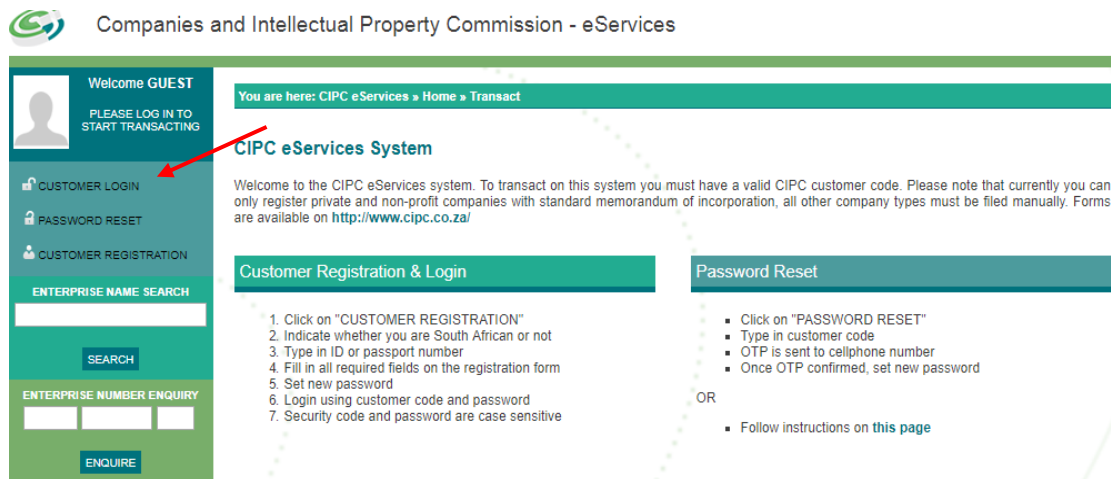 Companies and Intellectual Property Commission - eServices
Welcome GUEST
PLEASE LOG IN TO
START TRANSACTING
CUSTOMER LOGIN
PASSWORD RESET
CUSTOMER REGISTRATION
ENTERPRISE NAME SEARCH
SEARCH
ENTERPRISE NUMBER ENQUIRY
ENQUIRE
You are here: CIPC eServices » Home » Transact
CIPC eServices System
Welcome to the CIPC eServices system. To transact on this system you must have a valid CIPC customer code. Please note that currently you can
only register private and non-profit companies with standard memorandum of incorporation, all other company types must be filed manually. Forms
are available on http://www.cipc.co.za/
Customer Registration & Login
1. Click on "CUSTOMER REGISTRATION"
2. Indicate whether you are South African or not
3. Type in ID or passport number
4. Fill in all required fields on the registration form
5. Set new password
6. Login using customer code and password
7. Security code and password are case sensitive
Password Reset
▪ Click on "PASSWORD RESET"
▪ Type in customer code
▪ OTP is sent to cellphone number
▪ Once OTP confirmed, set new password
OR
▪ Follow instructions on this page